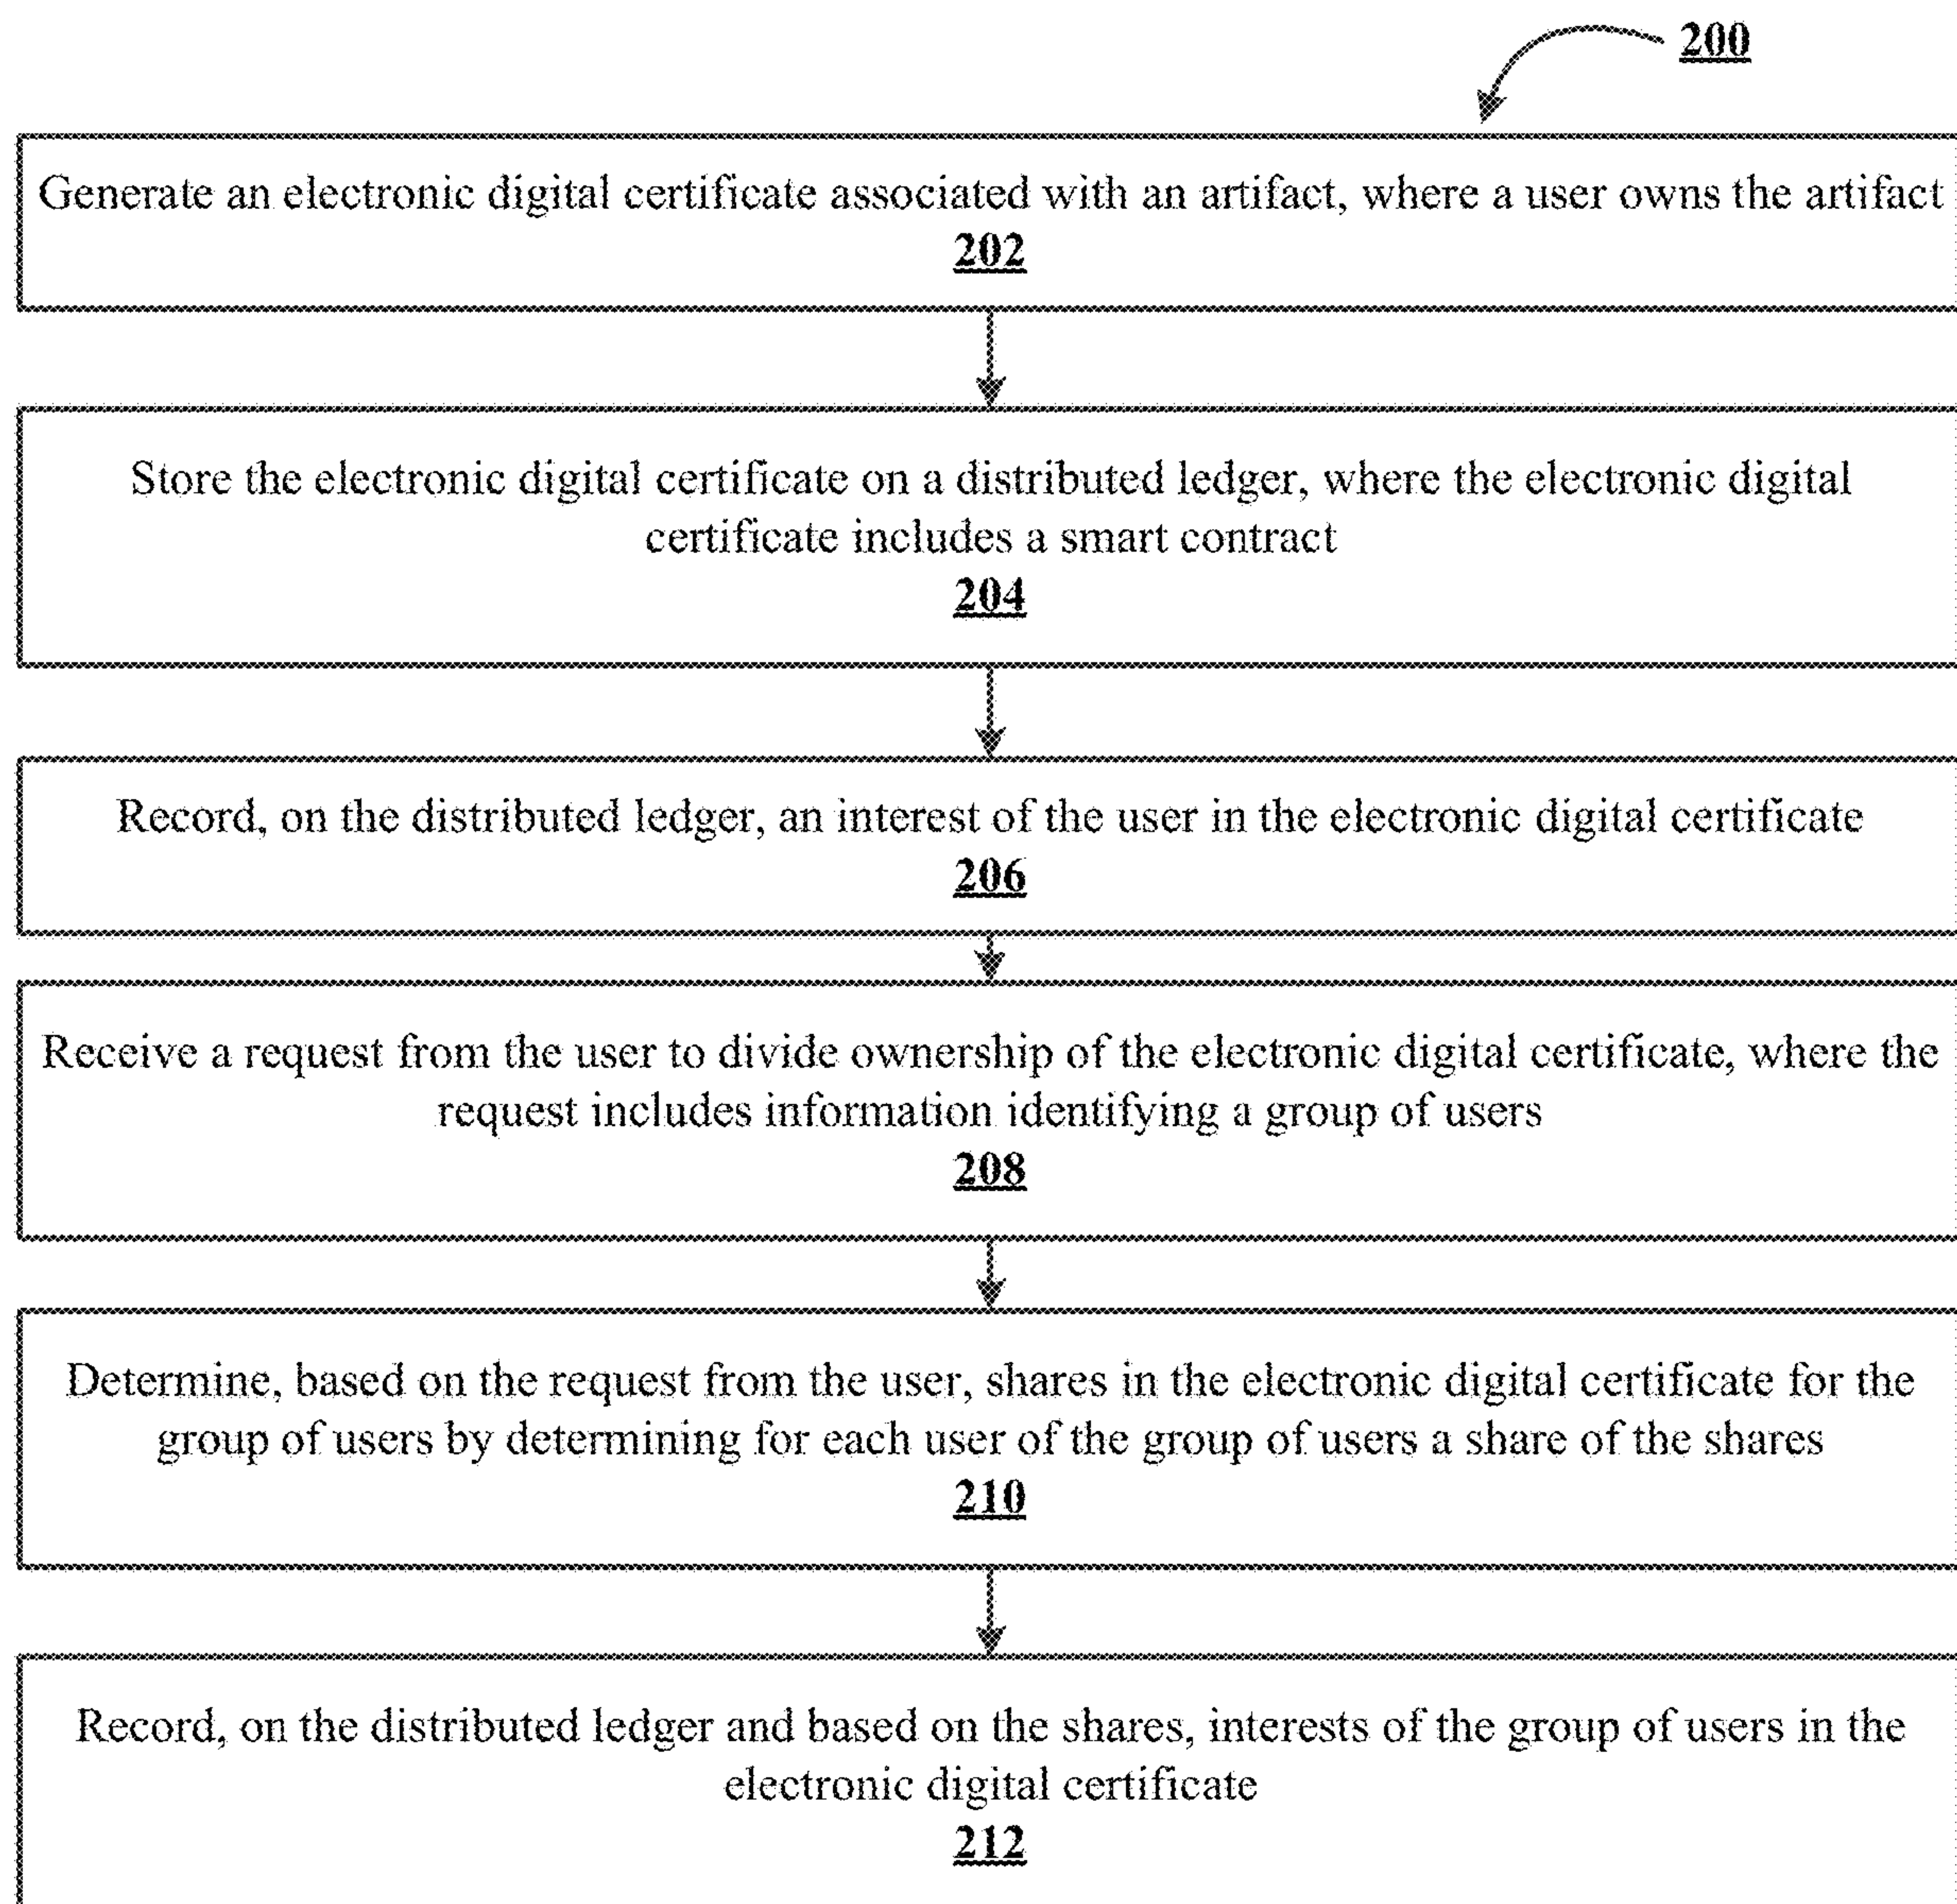 200
Generate an electronic digital certificate associated with an artifact, where a user owns the artifact
202
Store the electronic digital certificate on a distributed ledger, where the electronic digital
certificate includes a smart contract
204
Record, on the distributed ledger, an interest of the user in the electronic digital certificate
206
Receive a request from the user to divide ownership of the electronic digital certificate, where the
request includes information identifying a group of users
208
Determine, based on the request from the user, shares in the electronic digital certificate for the
group of users by determining for each user of the group of users a share of the shares
210
Record, on the distributed ledger and based on the shares, interests of the group of users in the
electronic digital certificate
212